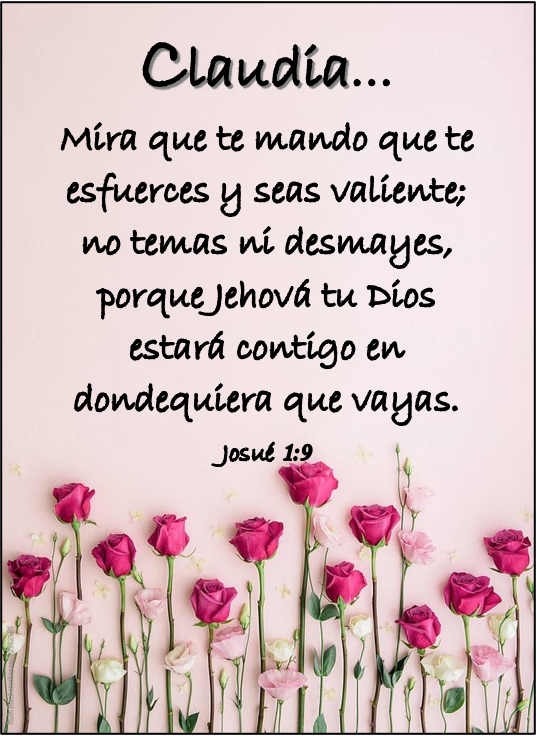 Claudia...
Mira que te mando que te
esfuerces y seas valiente;
no temas ni desmayes,
porque Jehová tu Dios
estará contigo en
dondequiera que vayas.
Josué 1:9